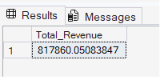 Results Messages
Total_Revenue
1 817860.05083847